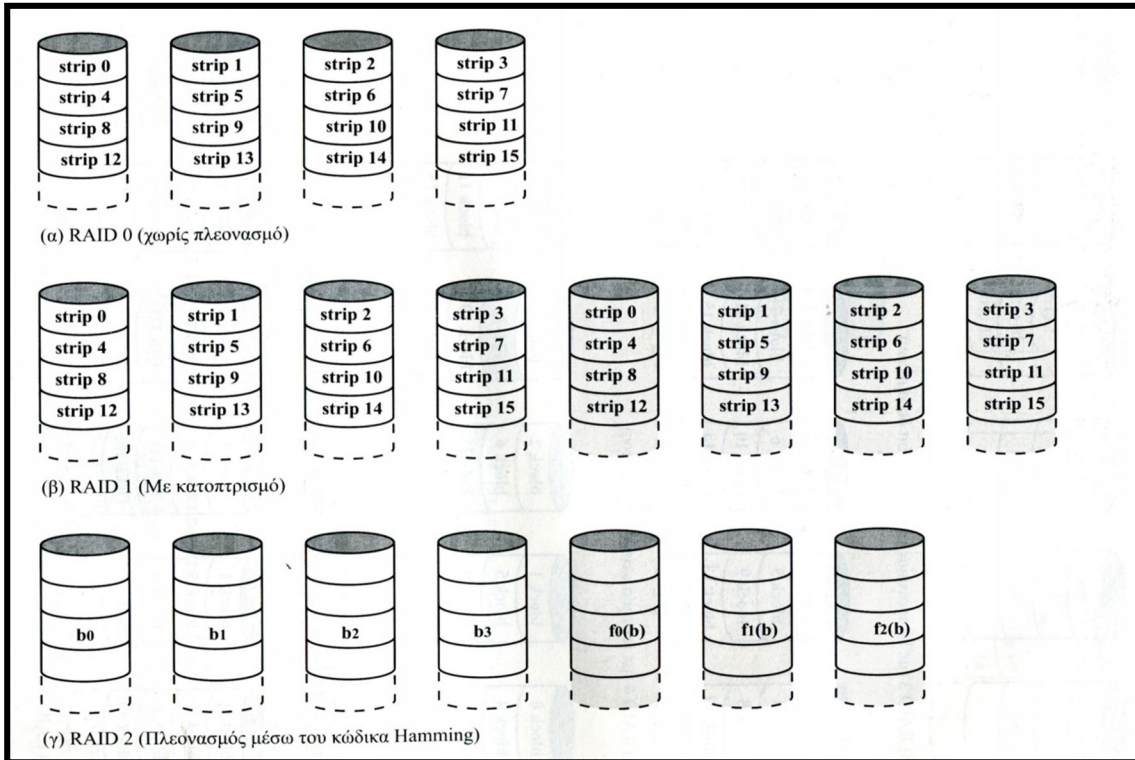 strip 0 strip 1 strip 2 strip 3
strip 4 strip 5 strip 6 strip 7
strip 8 strip 9 strip 10 strip 11
strip 12 strip 13 strip 14 strip 15
(α) RAID 0 (χωρίς πλεονασμό)
strip 0 strip 1 strip 2 strip 3 strip 0 strip 1 strip 2 strip 3
strip 4 strip 5 strip 6 strip 7 strip 4 strip 5 strip 6 strip 7
strip 8 strip 9 strip 10 strip 11 strip 8 strip 9 strip 10 strip 11
strip 12 strip 13 strip 14 strip 15 strip 12 strip 13 strip 14 strip 15
(β) RAID 1 (Με κατοπτρισμό)
b0 b1 b2 b3 f0(b) f1(b) f2(b)
(γ) RAID 2 (Πλεονασμός μέσω του κώδικα Hamming)